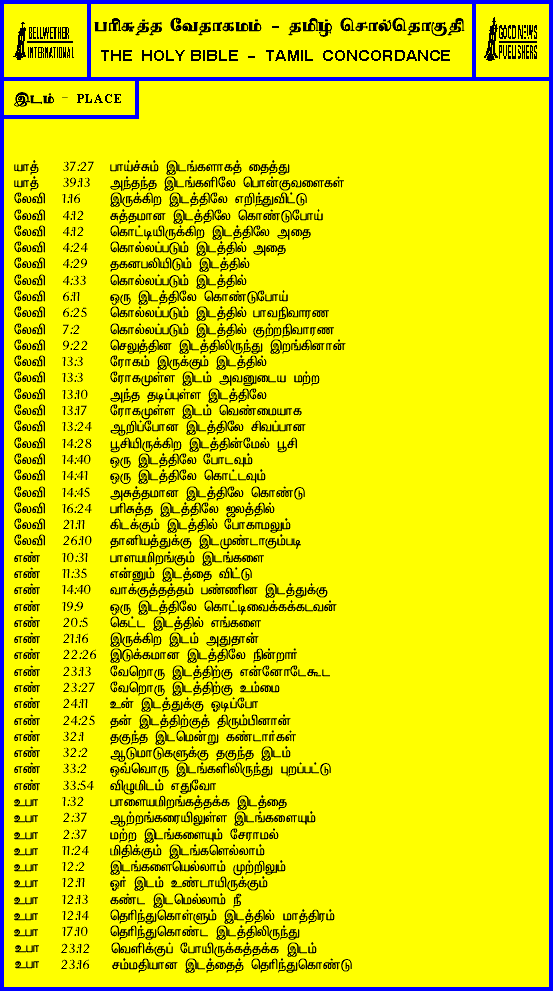 BELLWETHER
INTERNATIONAL
பரிசுத்த வேதாகமம் - தமிழ் சொல்தொகுதி
THE HOLY BIBLE - TAMIL CONCORDANCE
GOOD NEWS
PUBLISHERS
இடம் - PLACE
யாத் 37:27 பாய்ச்சும் இடங்களாகத் தைத்து
யாத் 39:13 அந்தந்த இடங்களிலே பொன்குவளைகள்
லேவி 1:16 இருக்கிற இடத்திலே எறிந்துவிட்டு
லேவி 4:12 சுத்தமான இடத்திலே கொண்டுபோய்
லேவி 4:12 கொட்டியிருக்கிற இடத்திலே அதை
லேவி 4:24 கொல்லப்படும் இடத்தில் அதை
லேவி 4:29 தகனபலியிடும் இடத்தில்
லேவி 4:33 கொல்லப்படும் இடத்தில்
லேவி 6:11 ஒரு இடத்திலே கொண்டுபோய்
லேவி 6:25 கொல்லப்படும் இடத்தில் பாவநிவாரண
லேவி 7:2 கொல்லப்படும் இடத்தில் குற்றநிவாரண
லேவி 9:22 செலுத்தின இடத்திலிருந்து இறங்கினான்
லேவி 13:3 ரோகம் இருக்கும் இடத்தில்
லேவி 13:3 ரோகமுள்ள இடம் அவனுடைய மற்ற
லேவி 13:10 அந்த தடிப்புள்ள இடத்திலே
லேவி 13:17 ரோகமுள்ள இடம் வெண்மையாக
லேவி 13:24 ஆறிப்போன இடத்திலே சிவப்பான
லேவி 14:28 பூசியிருக்கிற இடத்தின்மேல் பூசி
லேவி 14:40 ஒரு இடத்திலே போடவும்
லேவி 14:41 ஒரு இடத்திலே கொட்டவும்
லேவி 14:45 அசுத்தமான இடத்திலே கொண்டு
லேவி 16:24 பரிசுத்த இடத்திலே ஜலத்தில்
லேவி 21:11 கிடக்கும் இடத்தில் போகாமலும்
லேவி 26:10 தானியத்துக்கு இடமுண்டாகும்படி
எண் 10:31 பாளயமிறங்கும் இடங்களை
எண் 11:35 என்னும் இடத்தை விட்டு
எண் 14:40 வாக்குத்தத்தம் பண்ணின இடத்துக்கு
எண் 19:9 ஒரு இடத்திலே கொட்டிவைக்கக்கடவன்
எண் 20:5 கெட்ட இடத்தில் எங்களை
எண் 21:16 இருக்கிற இடம் அதுதான்
எண் 22:26 இடுக்கமான இடத்திலே நின்றார்
எண் 23:13 வேறொரு இடத்திற்கு என்னோடேகூட
எண் 23:27 வேறொரு இடத்திற்கு உம்மை
எண் 24:11 உன் இடத்துக்கு ஓடிப்போ
எண் 24:25 தன் இடத்திற்குத் திரும்பினான்
எண் 32:1 தகுந்த இடமென்று கண்டார்கள்
எண் 32:2 ஆடுமாடுகளுக்கு தகுந்த இடம்
எண் 33:2 ஒவ்வொரு இடங்களிலிருந்து புறப்பட்டு
எண் 33:54 விழுமிடம் எதுவோ
உபா 1:32 பாளையமிறங்கத்தக்க இடத்தை
உபா 2:37 ஆற்றங்கரையிலுள்ள இடங்களையும்
உபா 2:37 மற்ற இடங்களையும் சேராமல்
உபா 11:24 மிதிக்கும் இடங்களெல்லாம்
உபா 12:2 இடங்களையெல்லாம் முற்றிலும்
உபா 12:11 ஓர் இடம் உண்டாயிருக்கும்
உபா 12:13 கண்ட இடமெல்லாம் நீ
உபா 12:14 தெரிந்துகொள்ளும் இடத்தில் மாத்திரம்
உபா 17:10 தெரிந்துகொண்ட இடத்திலிருந்து
உபா 23:12 வெளிக்குப் போயிருக்கத்தக்க இடம்
உபா 23:16 சம்மதியான இடத்தைத் தெரிந்துகொண்டு